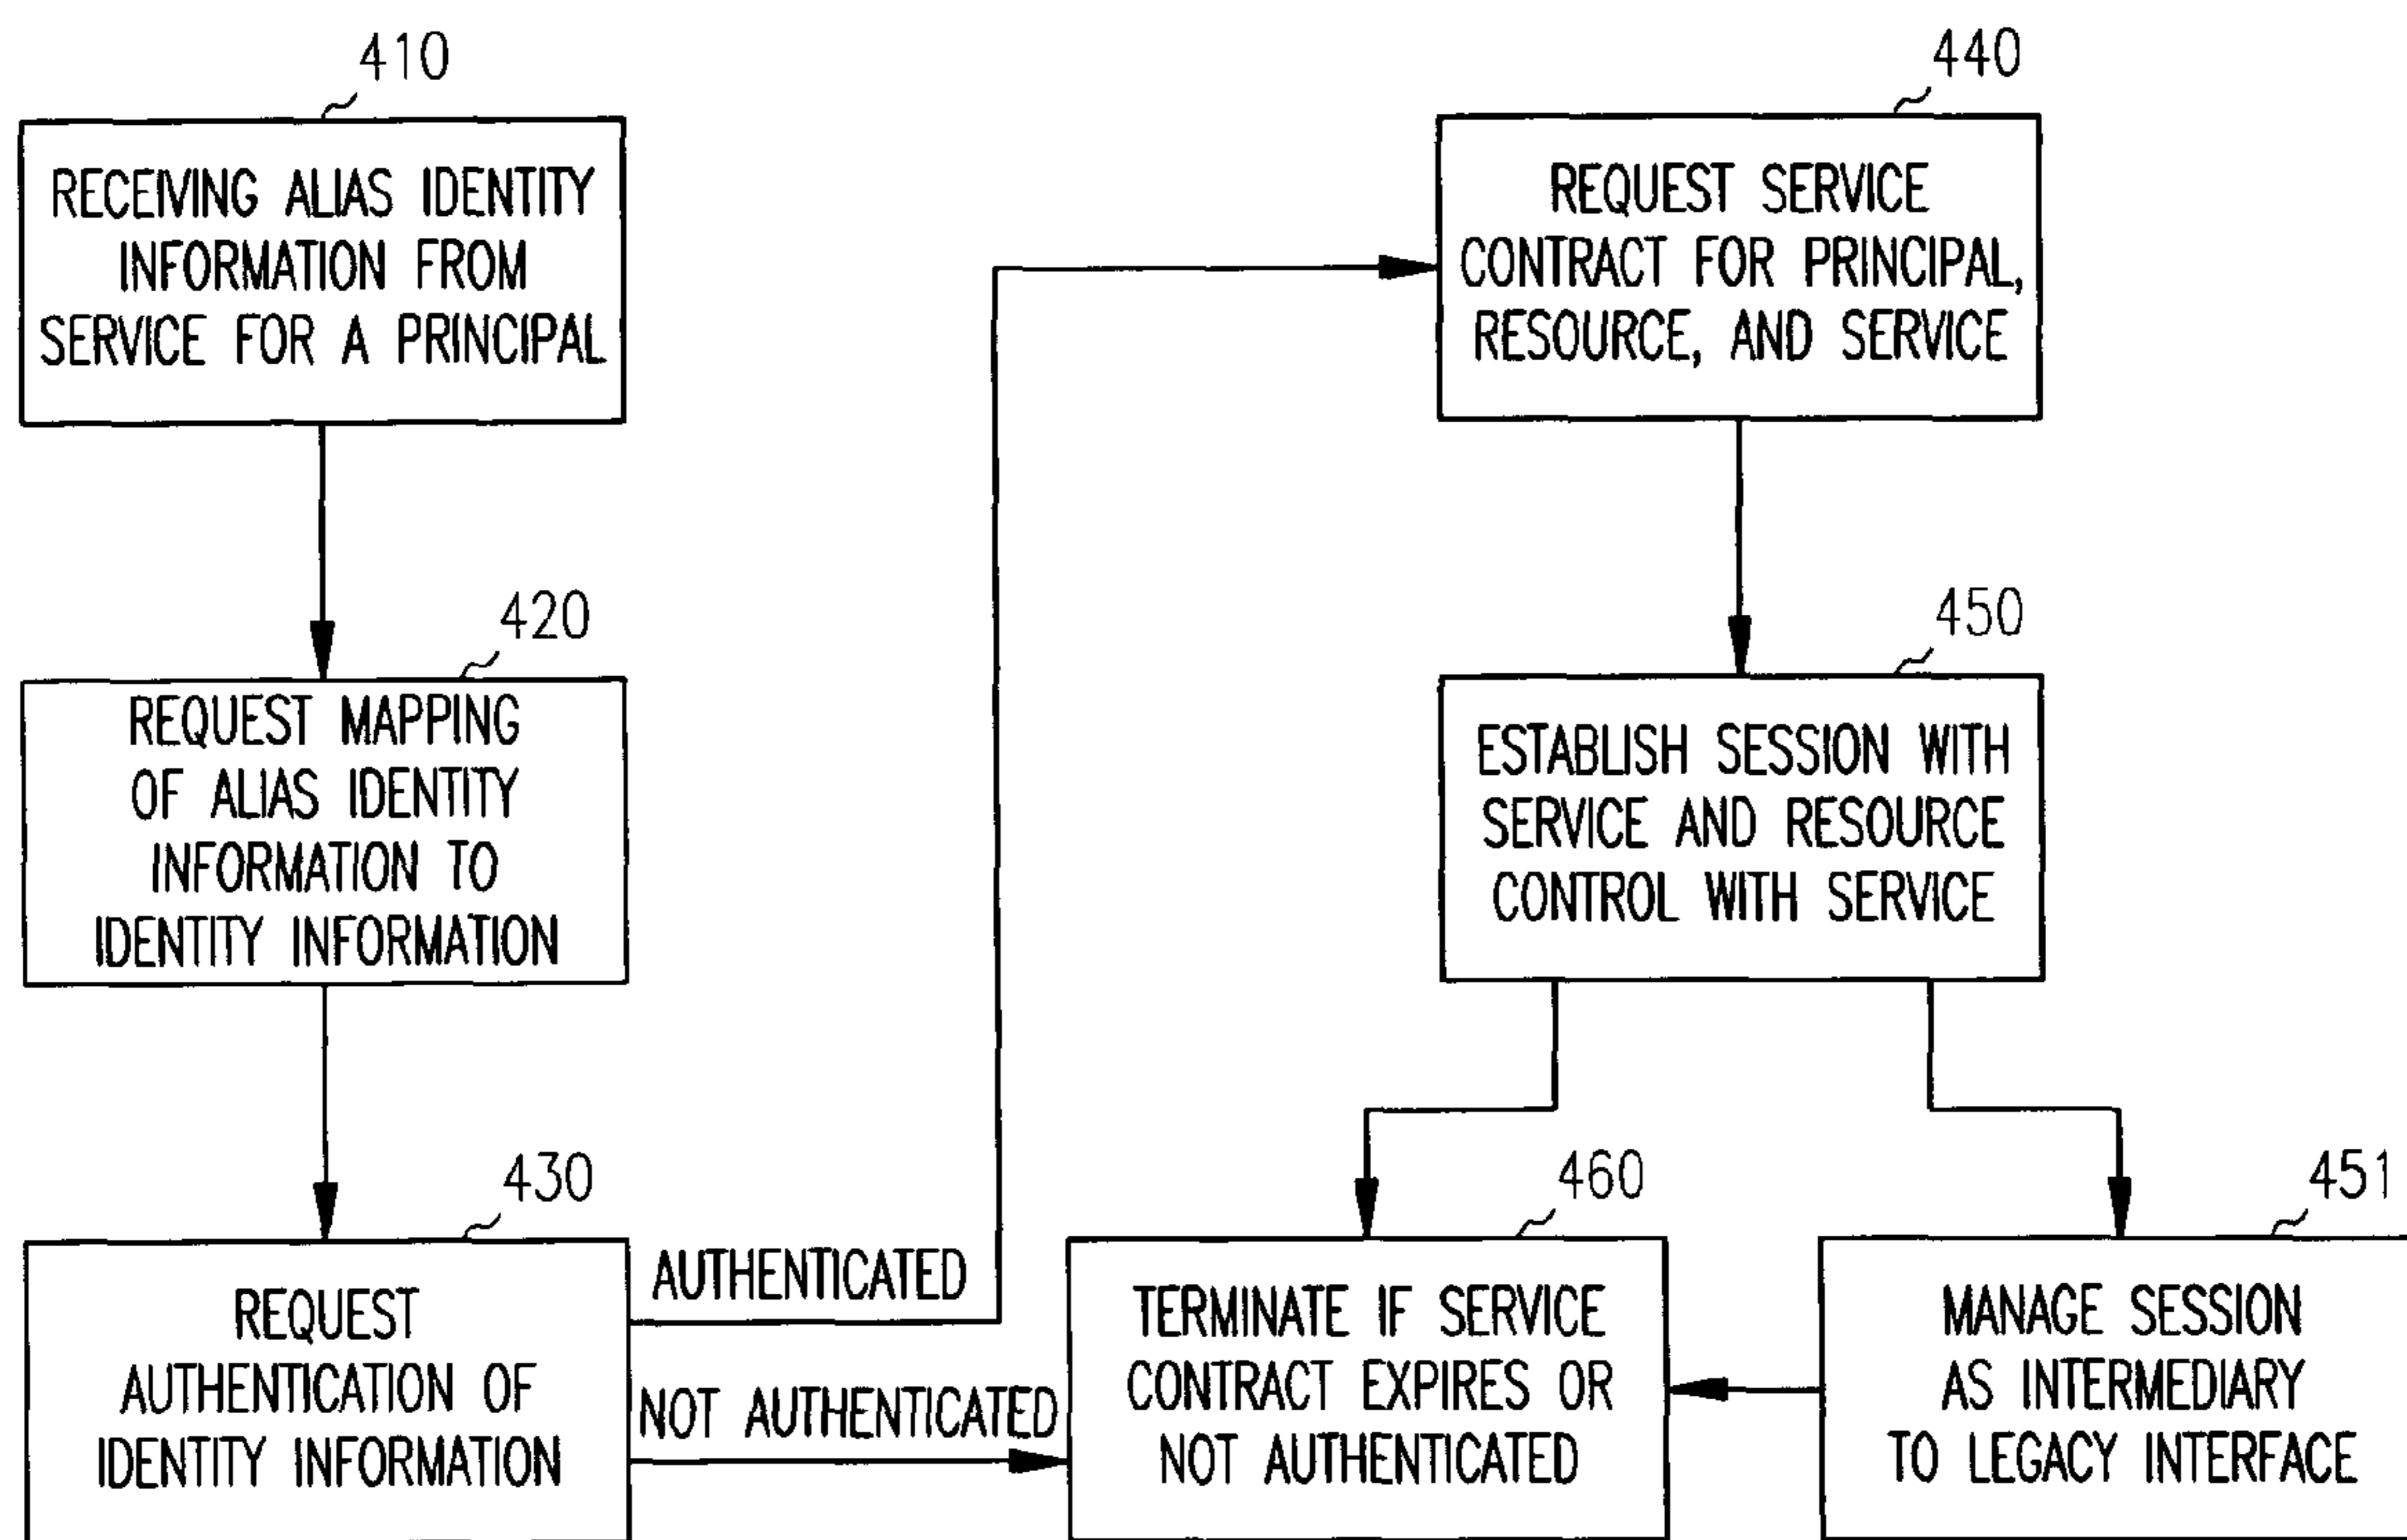 410
RECEIVING ALIAS IDENTITY
INFORMATION FROM
SERVICE FOR A PRINCIPAL
420
REQUEST MAPPING
OF ALIAS IDENTITY
INFORMATION TO
IDENTITY INFORMATION
430
REQUEST
AUTHENTICATION OF
IDENTITY INFORMATION
AUTHENTICATED
NOT AUTHENTICATED
440
REQUEST SERVICE
CONTRACT FOR PRINCIPAL,
RESOURCE, AND SERVICE
450
ESTABLISH SESSION WITH
SERVICE AND RESOURCE
CONTROL WITH SERVICE
460
TERMINATE IF SERVICE
CONTRACT EXPIRES OR
NOT AUTHENTICATED
451
MANAGE SESSION
AS INTERMEDIARY
TO LEGACY INTERFACE